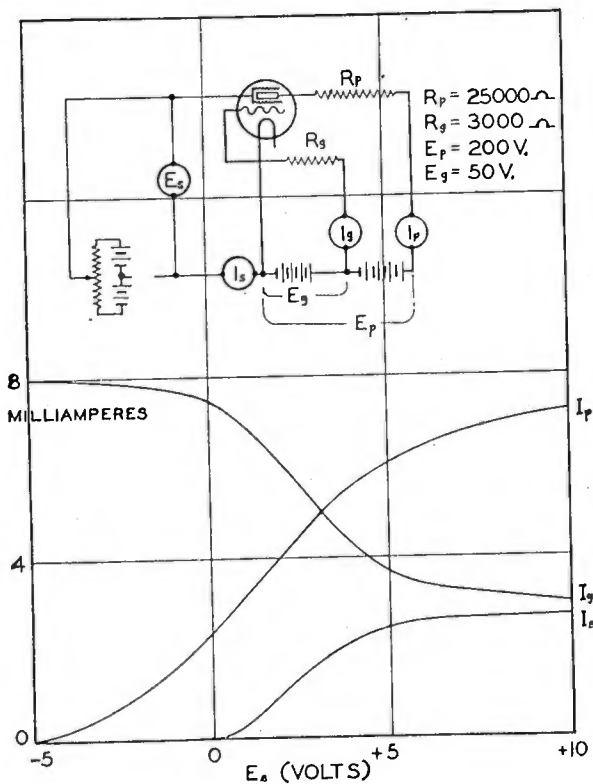 Rp
Rp = 25000 Ω
Rg = 3000 Ω
Ep = 200 V.
Eg = 50 V.
Rg
Es
Ig
Ip
Is
Eg
Ep
8
MILLIAMPERES
Ip
4
Ig
Is
0
-5
0
+5
+10
Es (VOLTS)